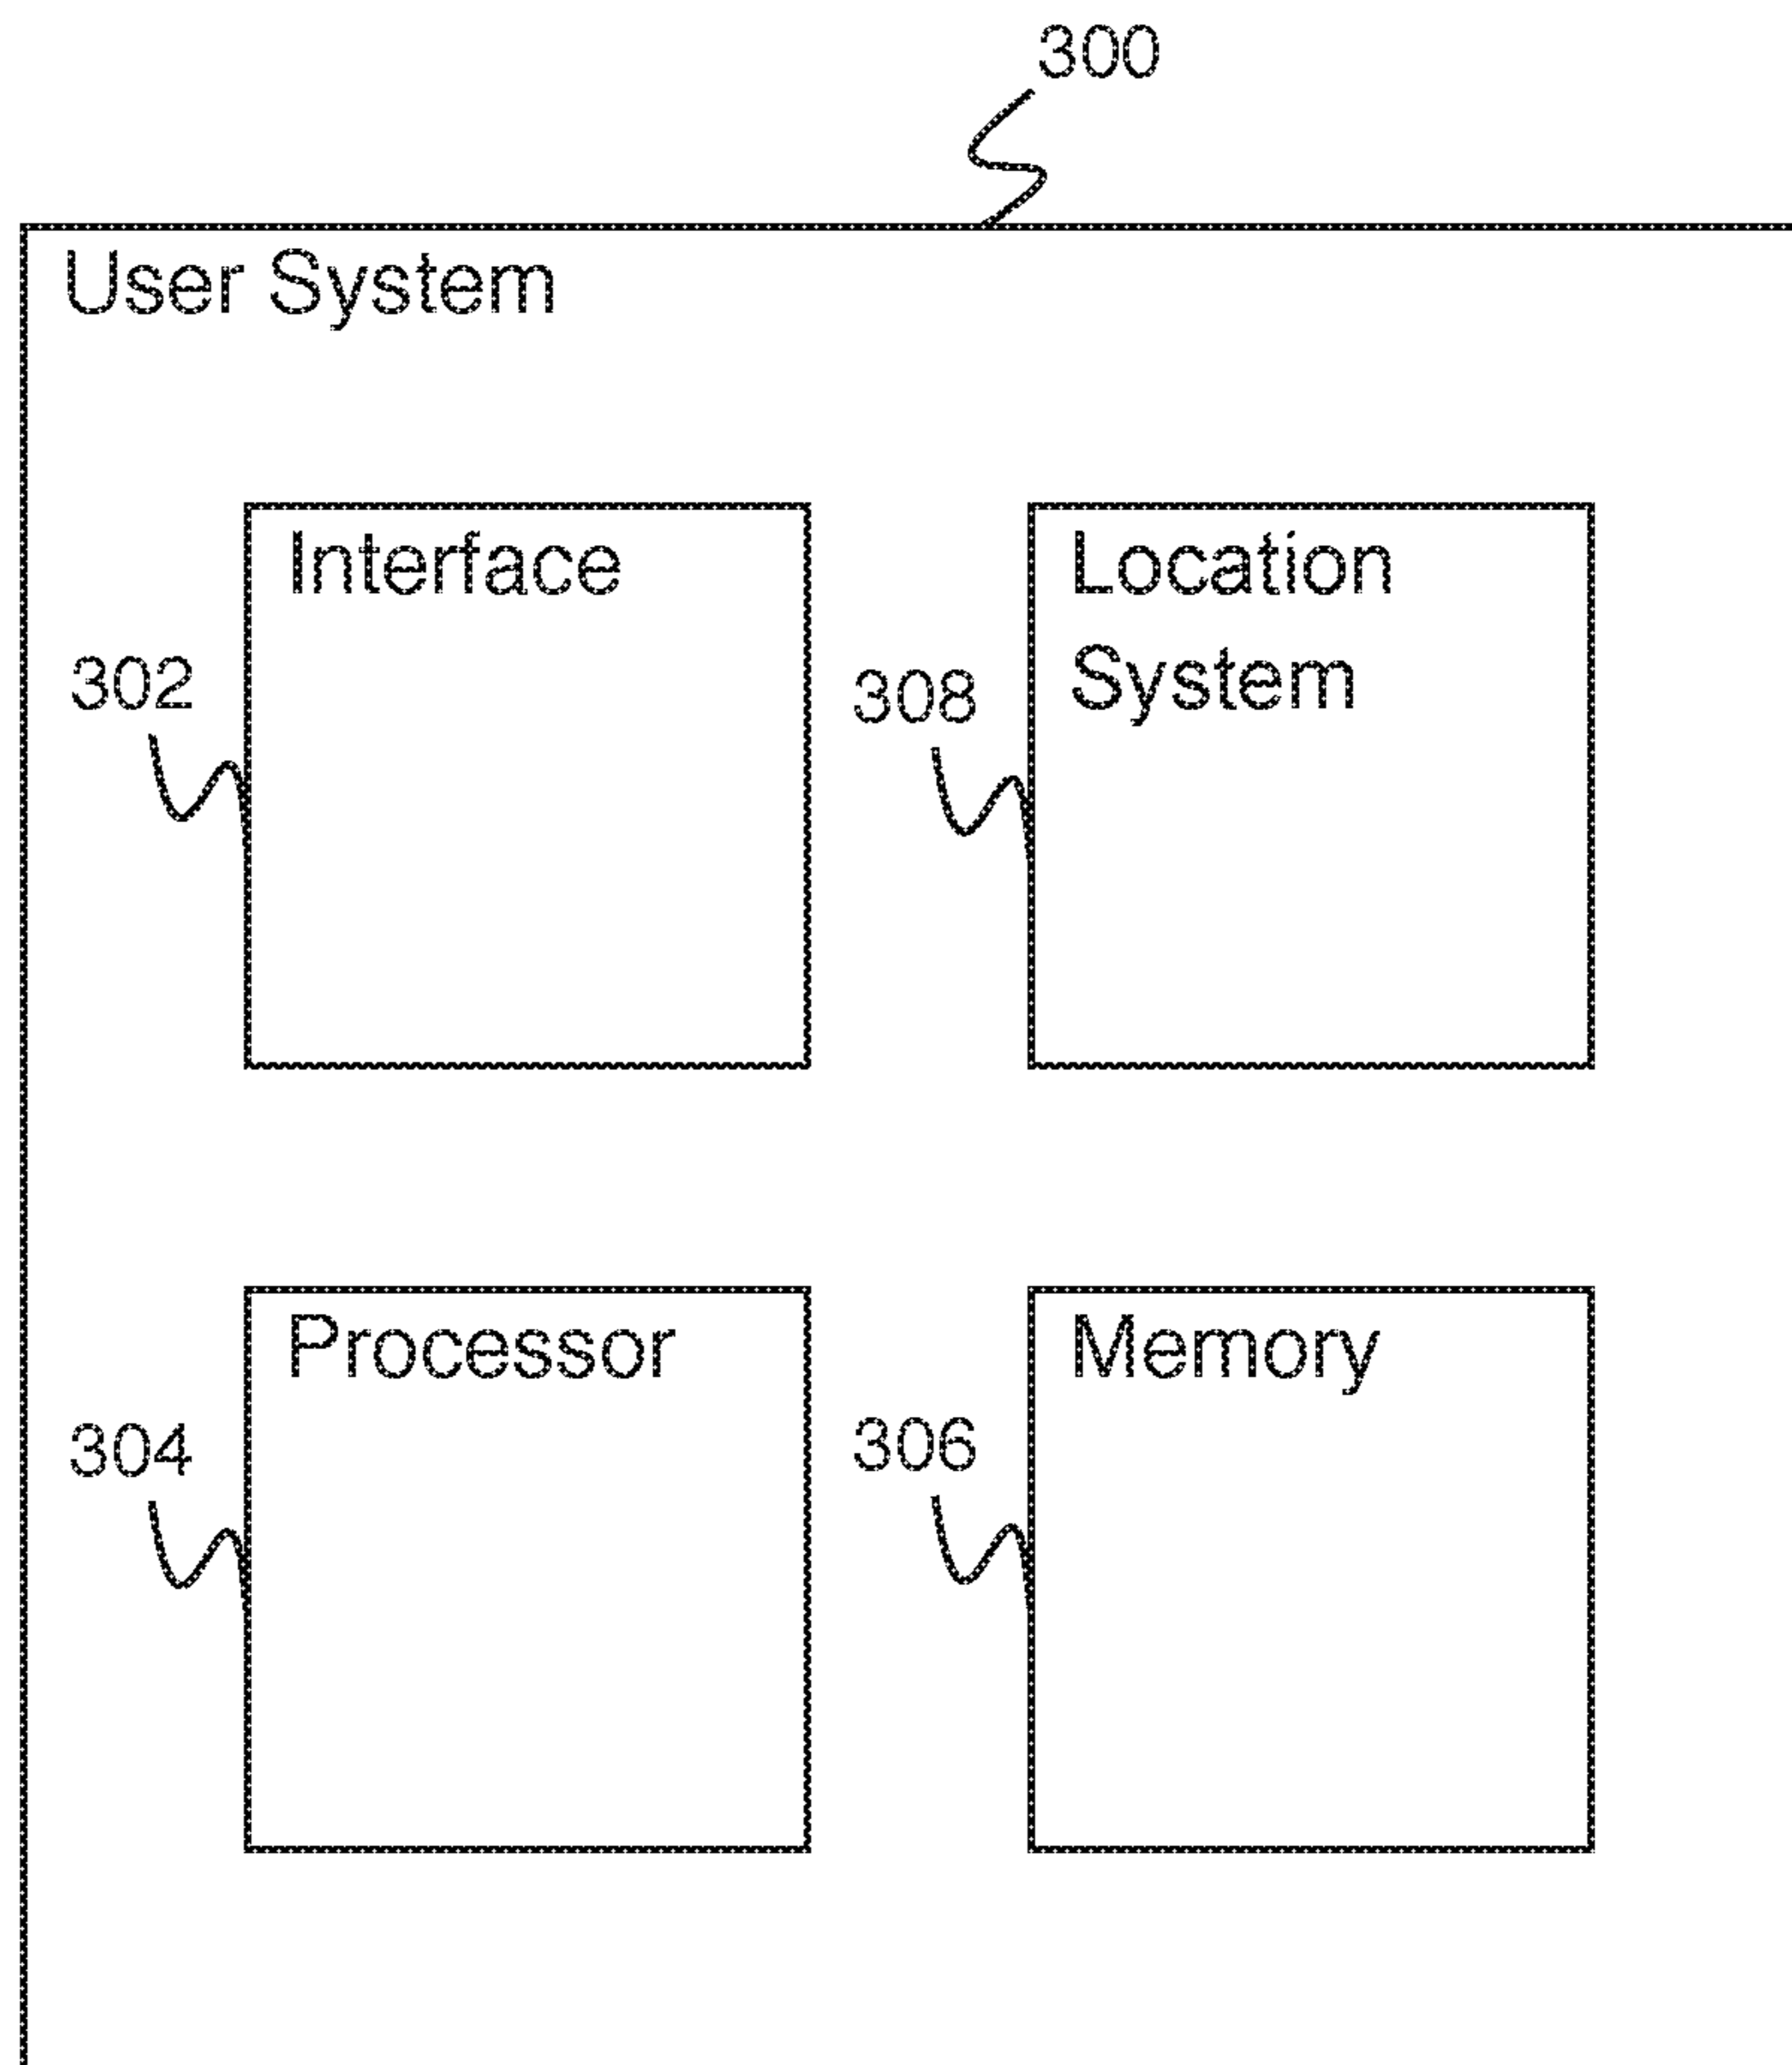 300
User System
Interface
302
Location
System
308
Processor
304
Memory
306